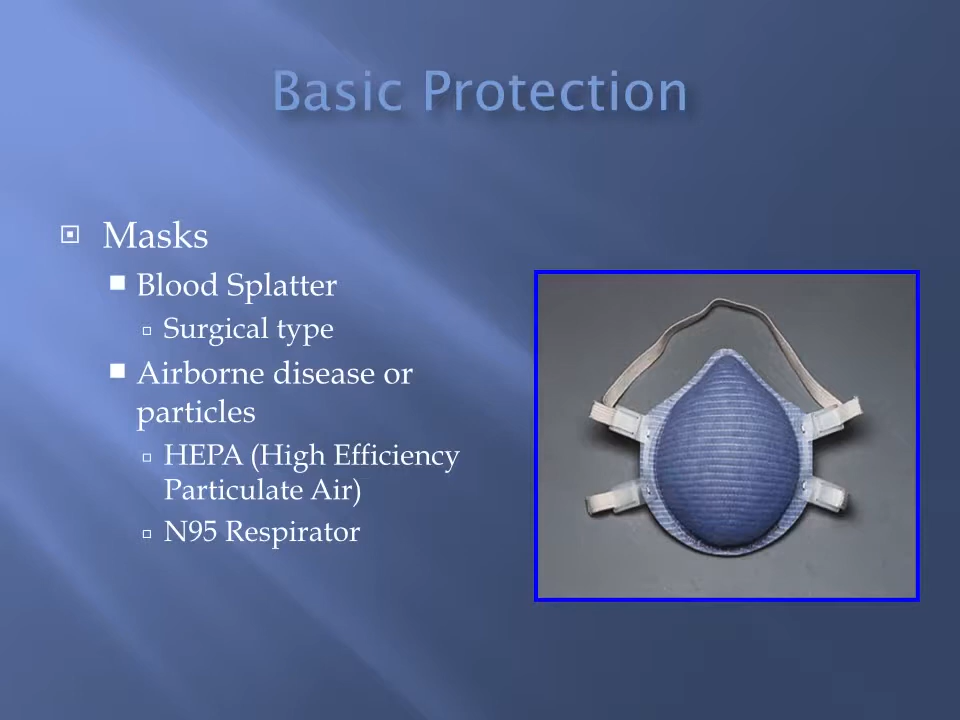 Basic Protection
Masks
Blood Splatter
Surgical type
Airborne disease or
particles
HEPA (High Efficiency
Particulate Air)
N95 Respirator